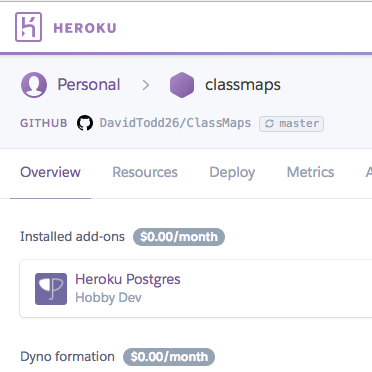 HEROKU
Personal > classmaps
GITHUB DavidTodd26/ClassMaps master
Overview Resources Deploy Metrics A
Installed add-ons $0.00/month
Heroku Postgres
Hobby Dev
Dyno formation $0.00/month